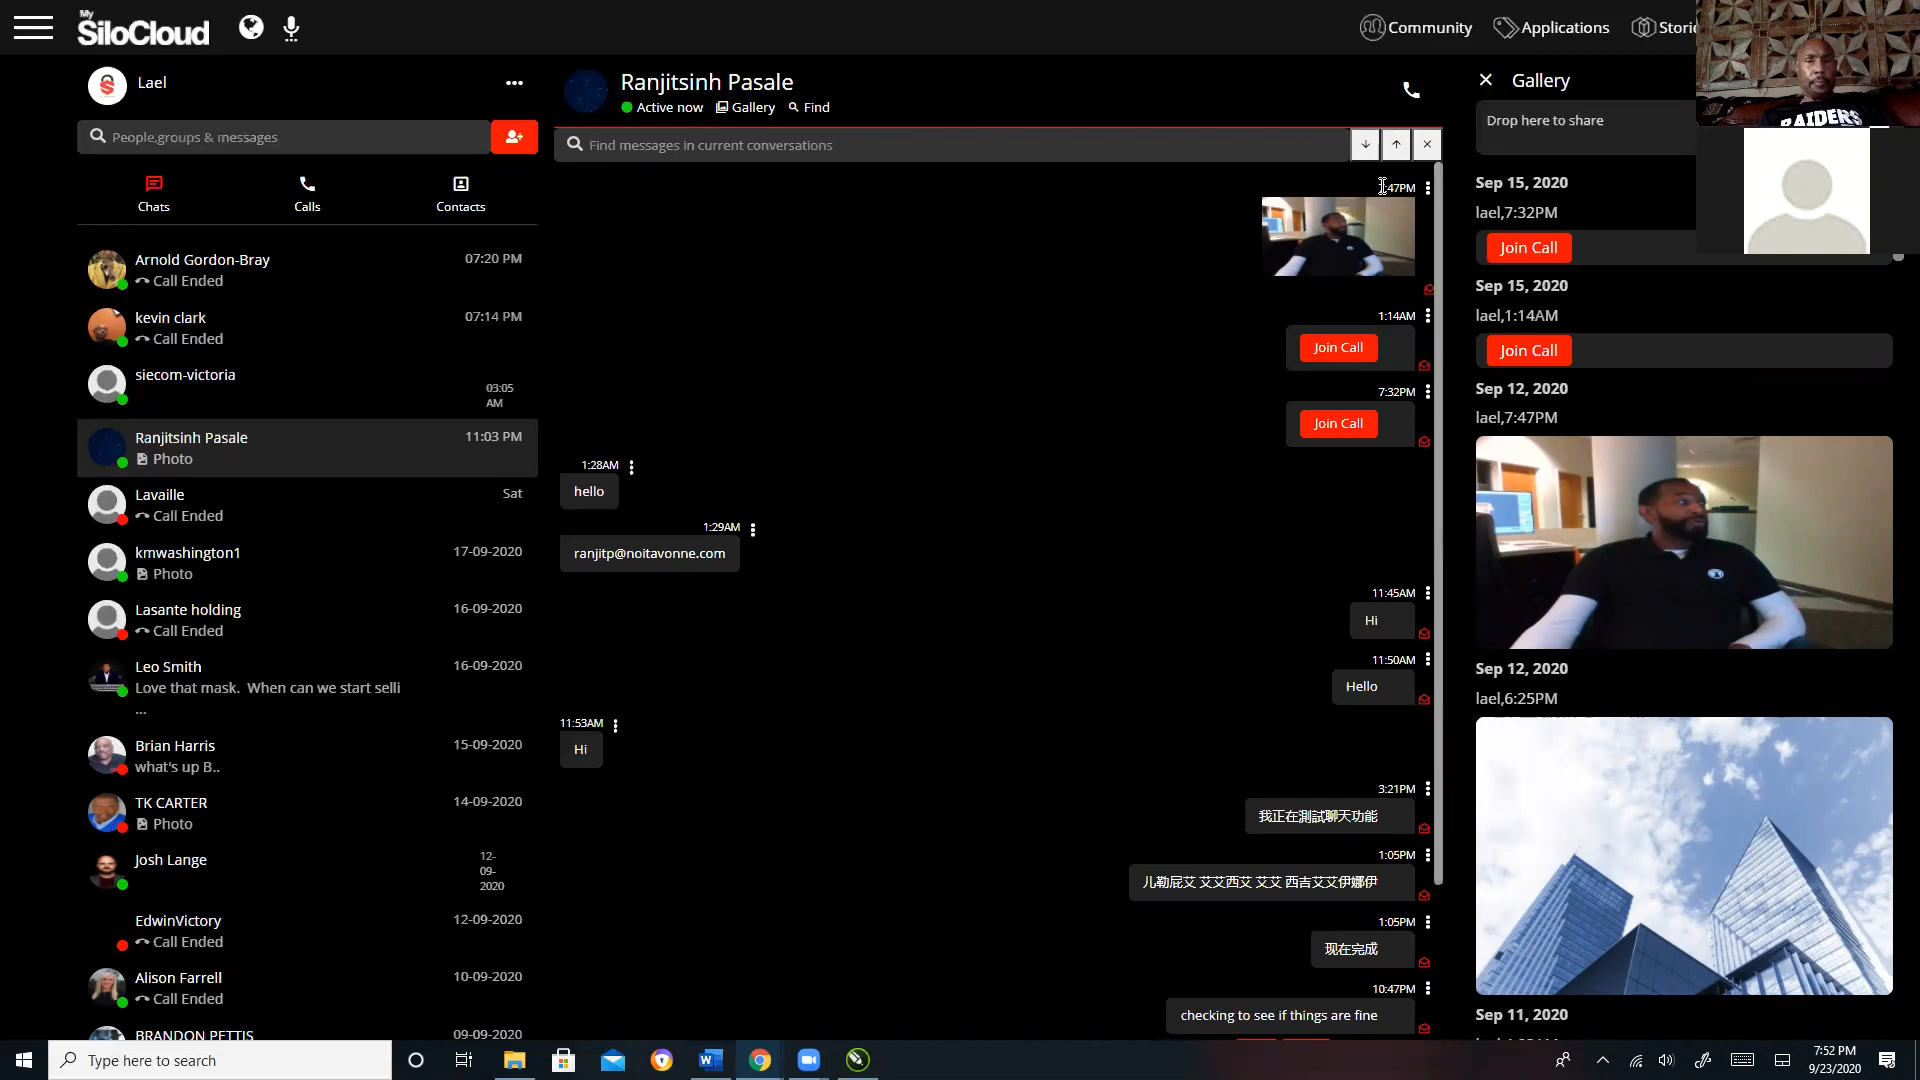 My
SiloCloud
Community
Applications
Lael
People,groups & messages
Chats
Calls
Contacts
Arnold Gordon-Bray
07:20 PM
Call Ended
kevin clark
07:14 PM
Call Ended
siecom-victoria
03:05
AM
Ranjitsinh Pasale
11:03 PM
Photo
Lavaille
Sat
Call Ended
kmwashington1
17-09-2020
Photo
Lasante holding
16-09-2020
Call Ended
Leo Smith
16-09-2020
Love that mask. When can we start selli
...
Brian Harris
15-09-2020
what's up B..
TK CARTER
14-09-2020
Photo
Josh Lange
12-
09-
2020
EdwinVictory
12-09-2020
Call Ended
Alison Farrell
10-09-2020
Call Ended
BRANDON PETTIS
09-09-2020
Ranjitsinh Pasale
Active now
Gallery
Find
Find messages in current conversations
:47PM
1:14AM
Join Call
7:32PM
Join Call
1:28AM
hello
1:29AM
ranjitp@noitavonne.com
11:45AM
Hi
11:50AM
Hello
11:53AM
Hi
3:21PM
我正在測試聊天功能
1:05PM
儿勒屁艾 艾艾西艾 艾艾 西吉艾艾伊娜伊
1:05PM
现在完成
10:47PM
checking to see if things are fine
Gallery
Drop here to share
Sep 15, 2020
lael,7:32PM
Join Call
Sep 15, 2020
lael,1:14AM
Join Call
Sep 12, 2020
lael,7:47PM
Sep 12, 2020
lael,6:25PM
Sep 11, 2020
RAIDERS
Type here to search
7:52 PM
9/23/2020